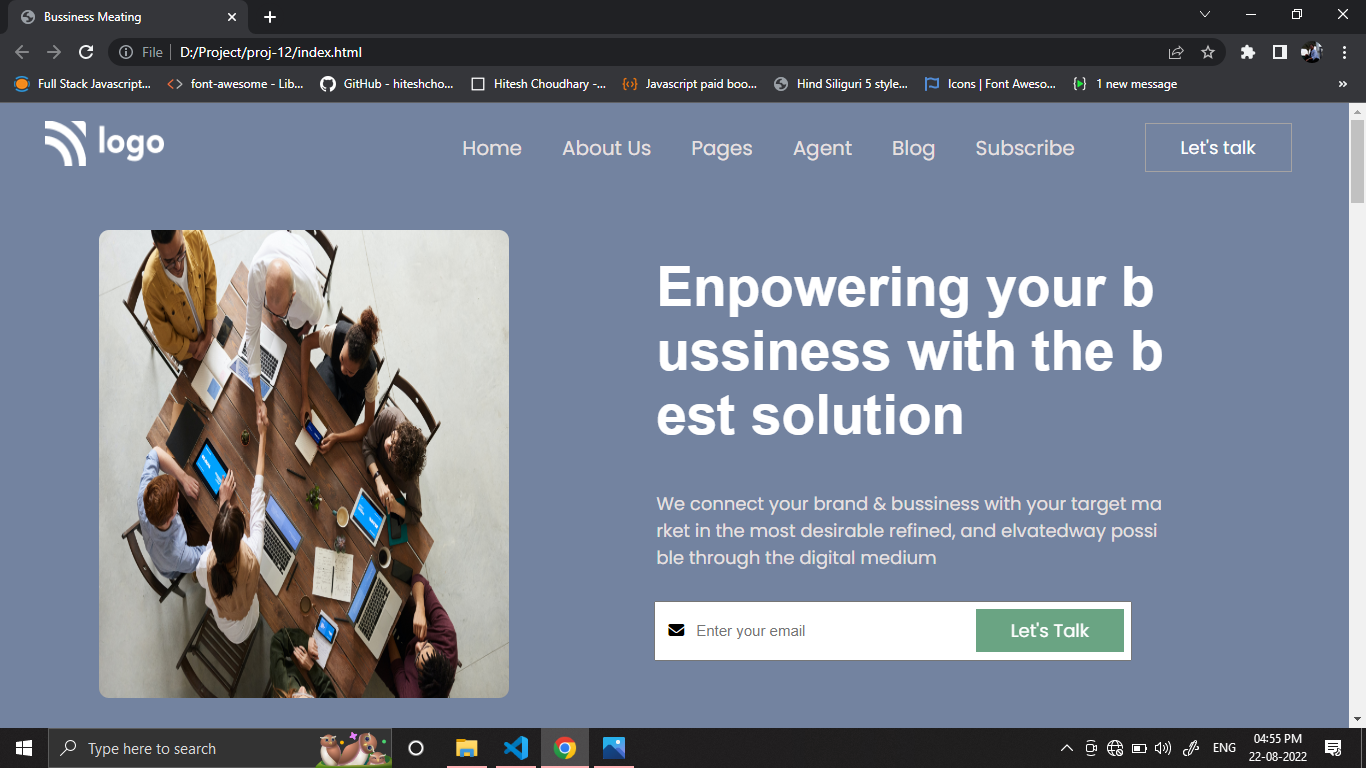 Bussiness Meating
File
D:/Project/proj-12/index.html
Full Stack Javascript...
font-awesome - Lib...
GitHub - hiteshcho...
Hitesh Choudhary -...
Javascript paid boo...
Hind Siliguri 5 style...
Icons | Font Aweso...
1 new message
»
logo
Home
About Us
Pages
Agent
Blog
Subscribe
Let's talk
Enpowering your b
ussiness with the b
est solution
We connect your brand & bussiness with your target ma
rket in the most desirable refined, and elvatedway possi
ble through the digital medium
Enter your email
Let's Talk
Type here to search
ENG
04:55 PM
22-08-2022